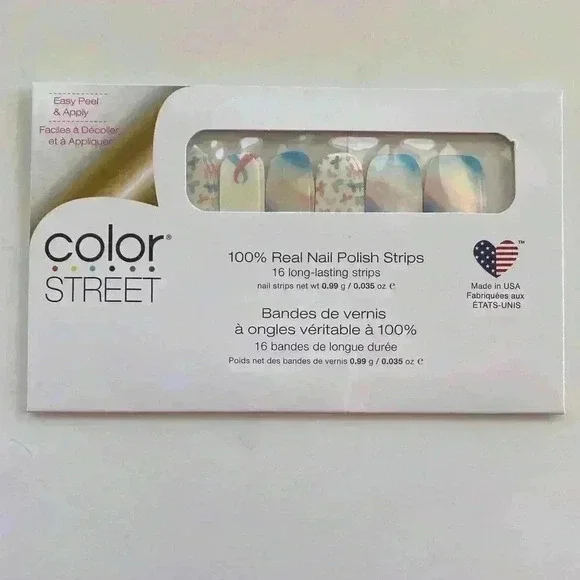 Easy Peel
& Apply
Faciles à Décoller
et à Appliquer
color®
STREET
100% Real Nail Polish Strips
16 long-lasting strips
nail strips net wt 0.99 g / 0.035 oz ℮
Bandes de vernis
à ongles véritable à 100%
16 bandes de longue durée
Poids net des bandes de vernis 0.99 g / 0.035 oz ℮
TM
Made in USA
Fabriquées aux
ÉTATS-UNIS